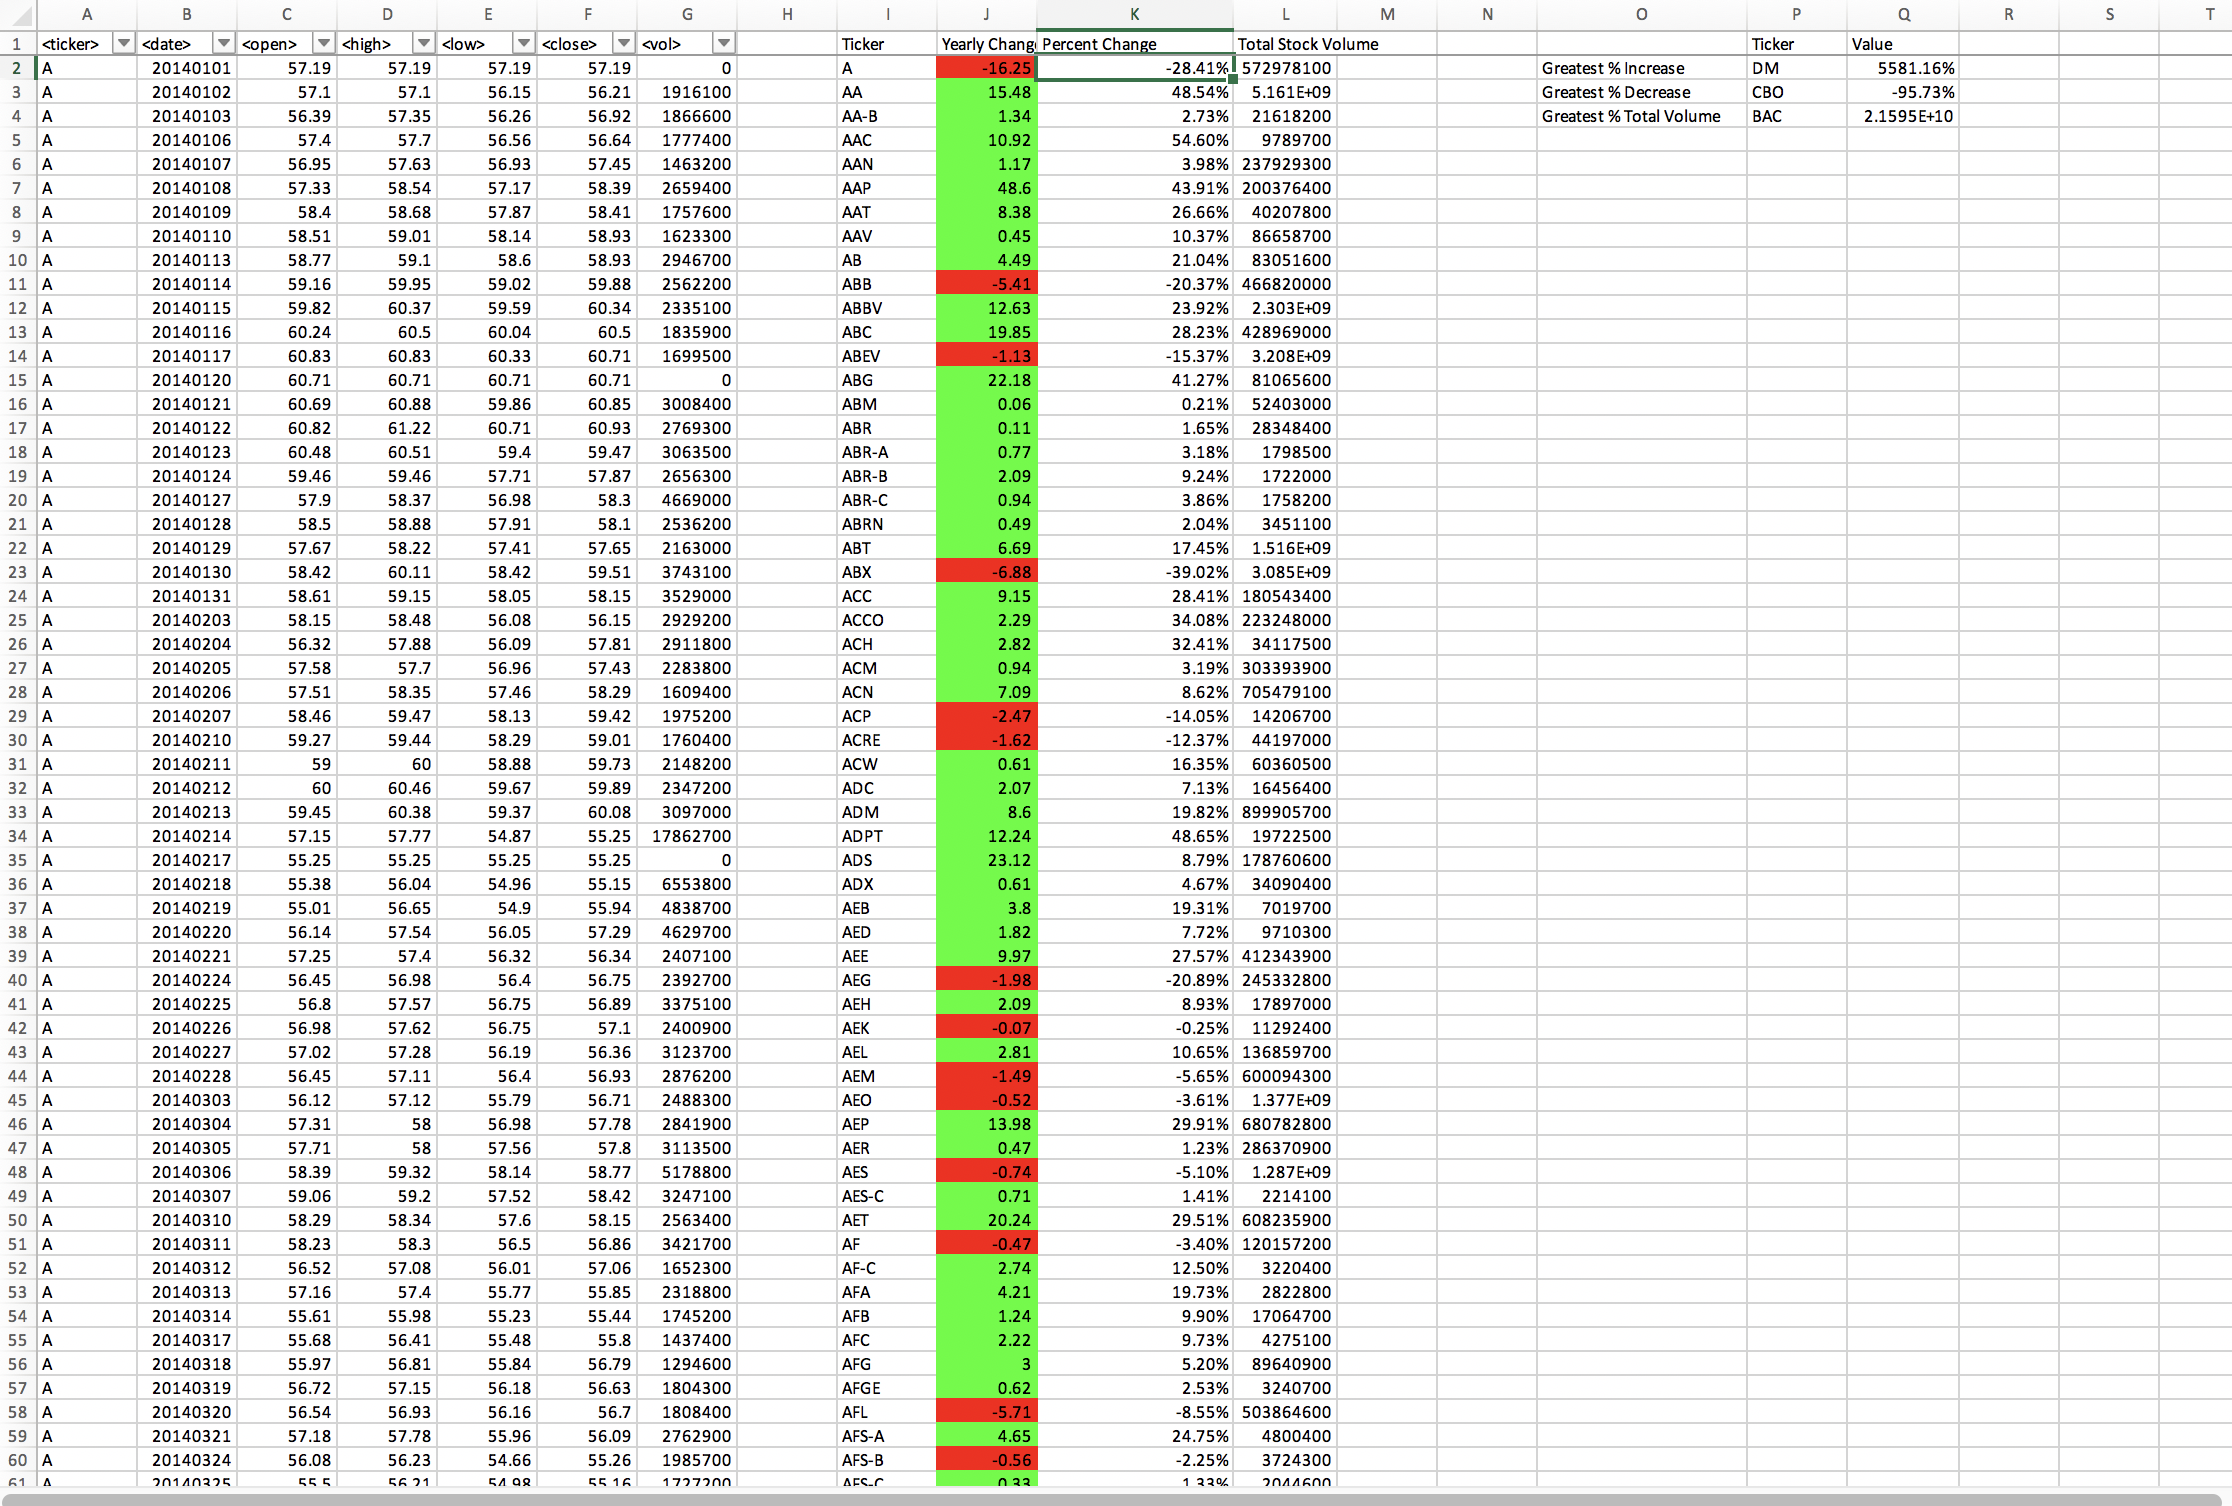 A B C D E F G H I J K L M N O P Q R S T
1 <ticker> <date> <open> <high> <low> <close> <vol> Ticker Yearly Chang Percent Change Total Stock Volume Ticker Value
2 A 20140101 57.19 57.19 57.19 57.19 0 A -16.25 -28.41% 572978100 Greatest % Increase DM 5581.16%
3 A 20140102 57.1 57.1 56.15 56.21 1916100 AA 15.48 48.54% 5.161E+09 Greatest % Decrease CBO -95.73%
4 A 20140103 56.39 57.35 56.26 56.92 1866600 AA-B 1.34 2.73% 21618200 Greatest % Total Volume BAC 2.1595E+10
5 A 20140106 57.4 57.7 56.56 56.64 1777400 AAC 10.92 54.60% 9789700
6 A 20140107 56.95 57.63 56.93 57.45 1463200 AAN 1.17 3.98% 237929300
7 A 20140108 57.33 58.54 57.17 58.39 2659400 AAP 48.6 43.91% 200376400
8 A 20140109 58.4 58.68 57.87 58.41 1757600 AAT 8.38 26.66% 40207800
9 A 20140110 58.51 59.01 58.14 58.93 1623300 AAV 0.45 10.37% 86658700
10 A 20140113 58.77 59.1 58.6 58.93 2946700 AB 4.49 21.04% 83051600
11 A 20140114 59.16 59.95 59.02 59.88 2562200 ABB -5.41 -20.37% 466820000
12 A 20140115 59.82 60.37 59.59 60.34 2335100 ABBV 12.63 23.92% 2.303E+09
13 A 20140116 60.24 60.5 60.04 60.5 1835900 ABC 19.85 28.23% 428969000
14 A 20140117 60.83 60.83 60.33 60.71 1699500 ABEV -1.13 -15.37% 3.208E+09
15 A 20140120 60.71 60.71 60.71 60.71 0 ABG 22.18 41.27% 81065600
16 A 20140121 60.69 60.88 59.86 60.85 3008400 ABM 0.06 0.21% 52403000
17 A 20140122 60.82 61.22 60.71 60.93 2769300 ABR 0.11 1.65% 28348400
18 A 20140123 60.48 60.51 59.4 59.47 3063500 ABR-A 0.77 3.18% 1798500
19 A 20140124 59.46 59.46 57.71 57.87 2656300 ABR-B 2.09 9.24% 1722000
20 A 20140127 57.9 58.37 56.98 58.3 4669000 ABR-C 0.94 3.86% 1758200
21 A 20140128 58.5 58.88 57.91 58.1 2536200 ABRN 0.49 2.04% 3451100
22 A 20140129 57.67 58.22 57.41 57.65 2163000 ABT 6.69 17.45% 1.516E+09
23 A 20140130 58.42 60.11 58.42 59.51 3743100 ABX -6.88 -39.02% 3.085E+09
24 A 20140131 58.61 59.15 58.05 58.15 3529000 ACC 9.15 28.41% 180543400
25 A 20140203 58.15 58.48 56.08 56.15 2929200 ACCO 2.29 34.08% 223248000
26 A 20140204 56.32 57.88 56.09 57.81 2911800 ACH 2.82 32.41% 34117500
27 A 20140205 57.58 57.7 56.96 57.43 2283800 ACM 0.94 3.19% 303393900
28 A 20140206 57.51 58.35 57.46 58.29 1609400 ACN 7.09 8.62% 705479100
29 A 20140207 58.46 59.47 58.13 59.42 1975200 ACP -2.47 -14.05% 14206700
30 A 20140210 59.27 59.44 58.29 59.01 1760400 ACRE -1.62 -12.37% 44197000
31 A 20140211 59 60 58.88 59.73 2148200 ACW 0.61 16.35% 60360500
32 A 20140212 60 60.46 59.67 59.89 2347200 ADC 2.07 7.13% 16456400
33 A 20140213 59.45 60.38 59.37 60.08 3097000 ADM 8.6 19.82% 899905700
34 A 20140214 57.15 57.77 54.87 55.25 17862700 ADPT 12.24 48.65% 19722500
35 A 20140217 55.25 55.25 55.25 55.25 0 ADS 23.12 8.79% 178760600
36 A 20140218 55.38 56.04 54.96 55.15 6553800 ADX 0.61 4.67% 34090400
37 A 20140219 55.01 56.65 54.9 55.94 4838700 AEB 3.8 19.31% 7019700
38 A 20140220 56.14 57.54 56.05 57.29 4629700 AED 1.82 7.72% 9710300
39 A 20140221 57.25 57.4 56.32 56.34 2407100 AEE 9.97 27.57% 412343900
40 A 20140224 56.45 56.98 56.4 56.75 2392700 AEG -1.98 -20.89% 245332800
41 A 20140225 56.8 57.57 56.75 56.89 3375100 AEH 2.09 8.93% 17897000
42 A 20140226 56.98 57.62 56.75 57.1 2400900 AEK -0.07 -0.25% 11292400
43 A 20140227 57.02 57.28 56.19 56.36 3123700 AEL 2.81 10.65% 136859700
44 A 20140228 56.45 57.11 56.4 56.93 2876200 AEM -1.49 -5.65% 600094300
45 A 20140303 56.12 57.12 55.79 56.71 2488300 AEO -0.52 -3.61% 1.377E+09
46 A 20140304 57.31 58 56.98 57.78 2841900 AEP 13.98 29.91% 680782800
47 A 20140305 57.71 58 57.56 57.8 3113500 AER 0.47 1.23% 286370900
48 A 20140306 58.39 59.32 58.14 58.77 5178800 AES -0.74 -5.10% 1.287E+09
49 A 20140307 59.06 59.2 57.52 58.42 3247100 AES-C 0.71 1.41% 2214100
50 A 20140310 58.29 58.34 57.6 58.15 2563400 AET 20.24 29.51% 608235900
51 A 20140311 58.23 58.3 56.5 56.86 3421700 AF -0.47 -3.40% 120157200
52 A 20140312 56.52 57.08 56.01 57.06 1652300 AF-C 2.74 12.50% 3220400
53 A 20140313 57.16 57.4 55.77 55.85 2318800 AFA 4.21 19.73% 2822800
54 A 20140314 55.61 55.98 55.23 55.44 1745200 AFB 1.24 9.90% 17064700
55 A 20140317 55.68 56.41 55.48 55.8 1437400 AFC 2.22 9.73% 4275100
56 A 20140318 55.97 56.81 55.84 56.79 1294600 AFG 3 5.20% 89640900
57 A 20140319 56.72 57.15 56.18 56.63 1804300 AFGE 0.62 2.53% 3240700
58 A 20140320 56.54 56.93 56.16 56.7 1808400 AFL -5.71 -8.55% 503864600
59 A 20140321 57.18 57.78 55.96 56.09 2762900 AFS-A 4.65 24.75% 4800400
60 A 20140324 56.08 56.23 54.66 55.26 1985700 AFS-B -0.56 -2.25% 3724300
61 A 20140325 55.5 56.21 54.98 55.16 1727200 AFS-C 0.33 1.33% 2044600